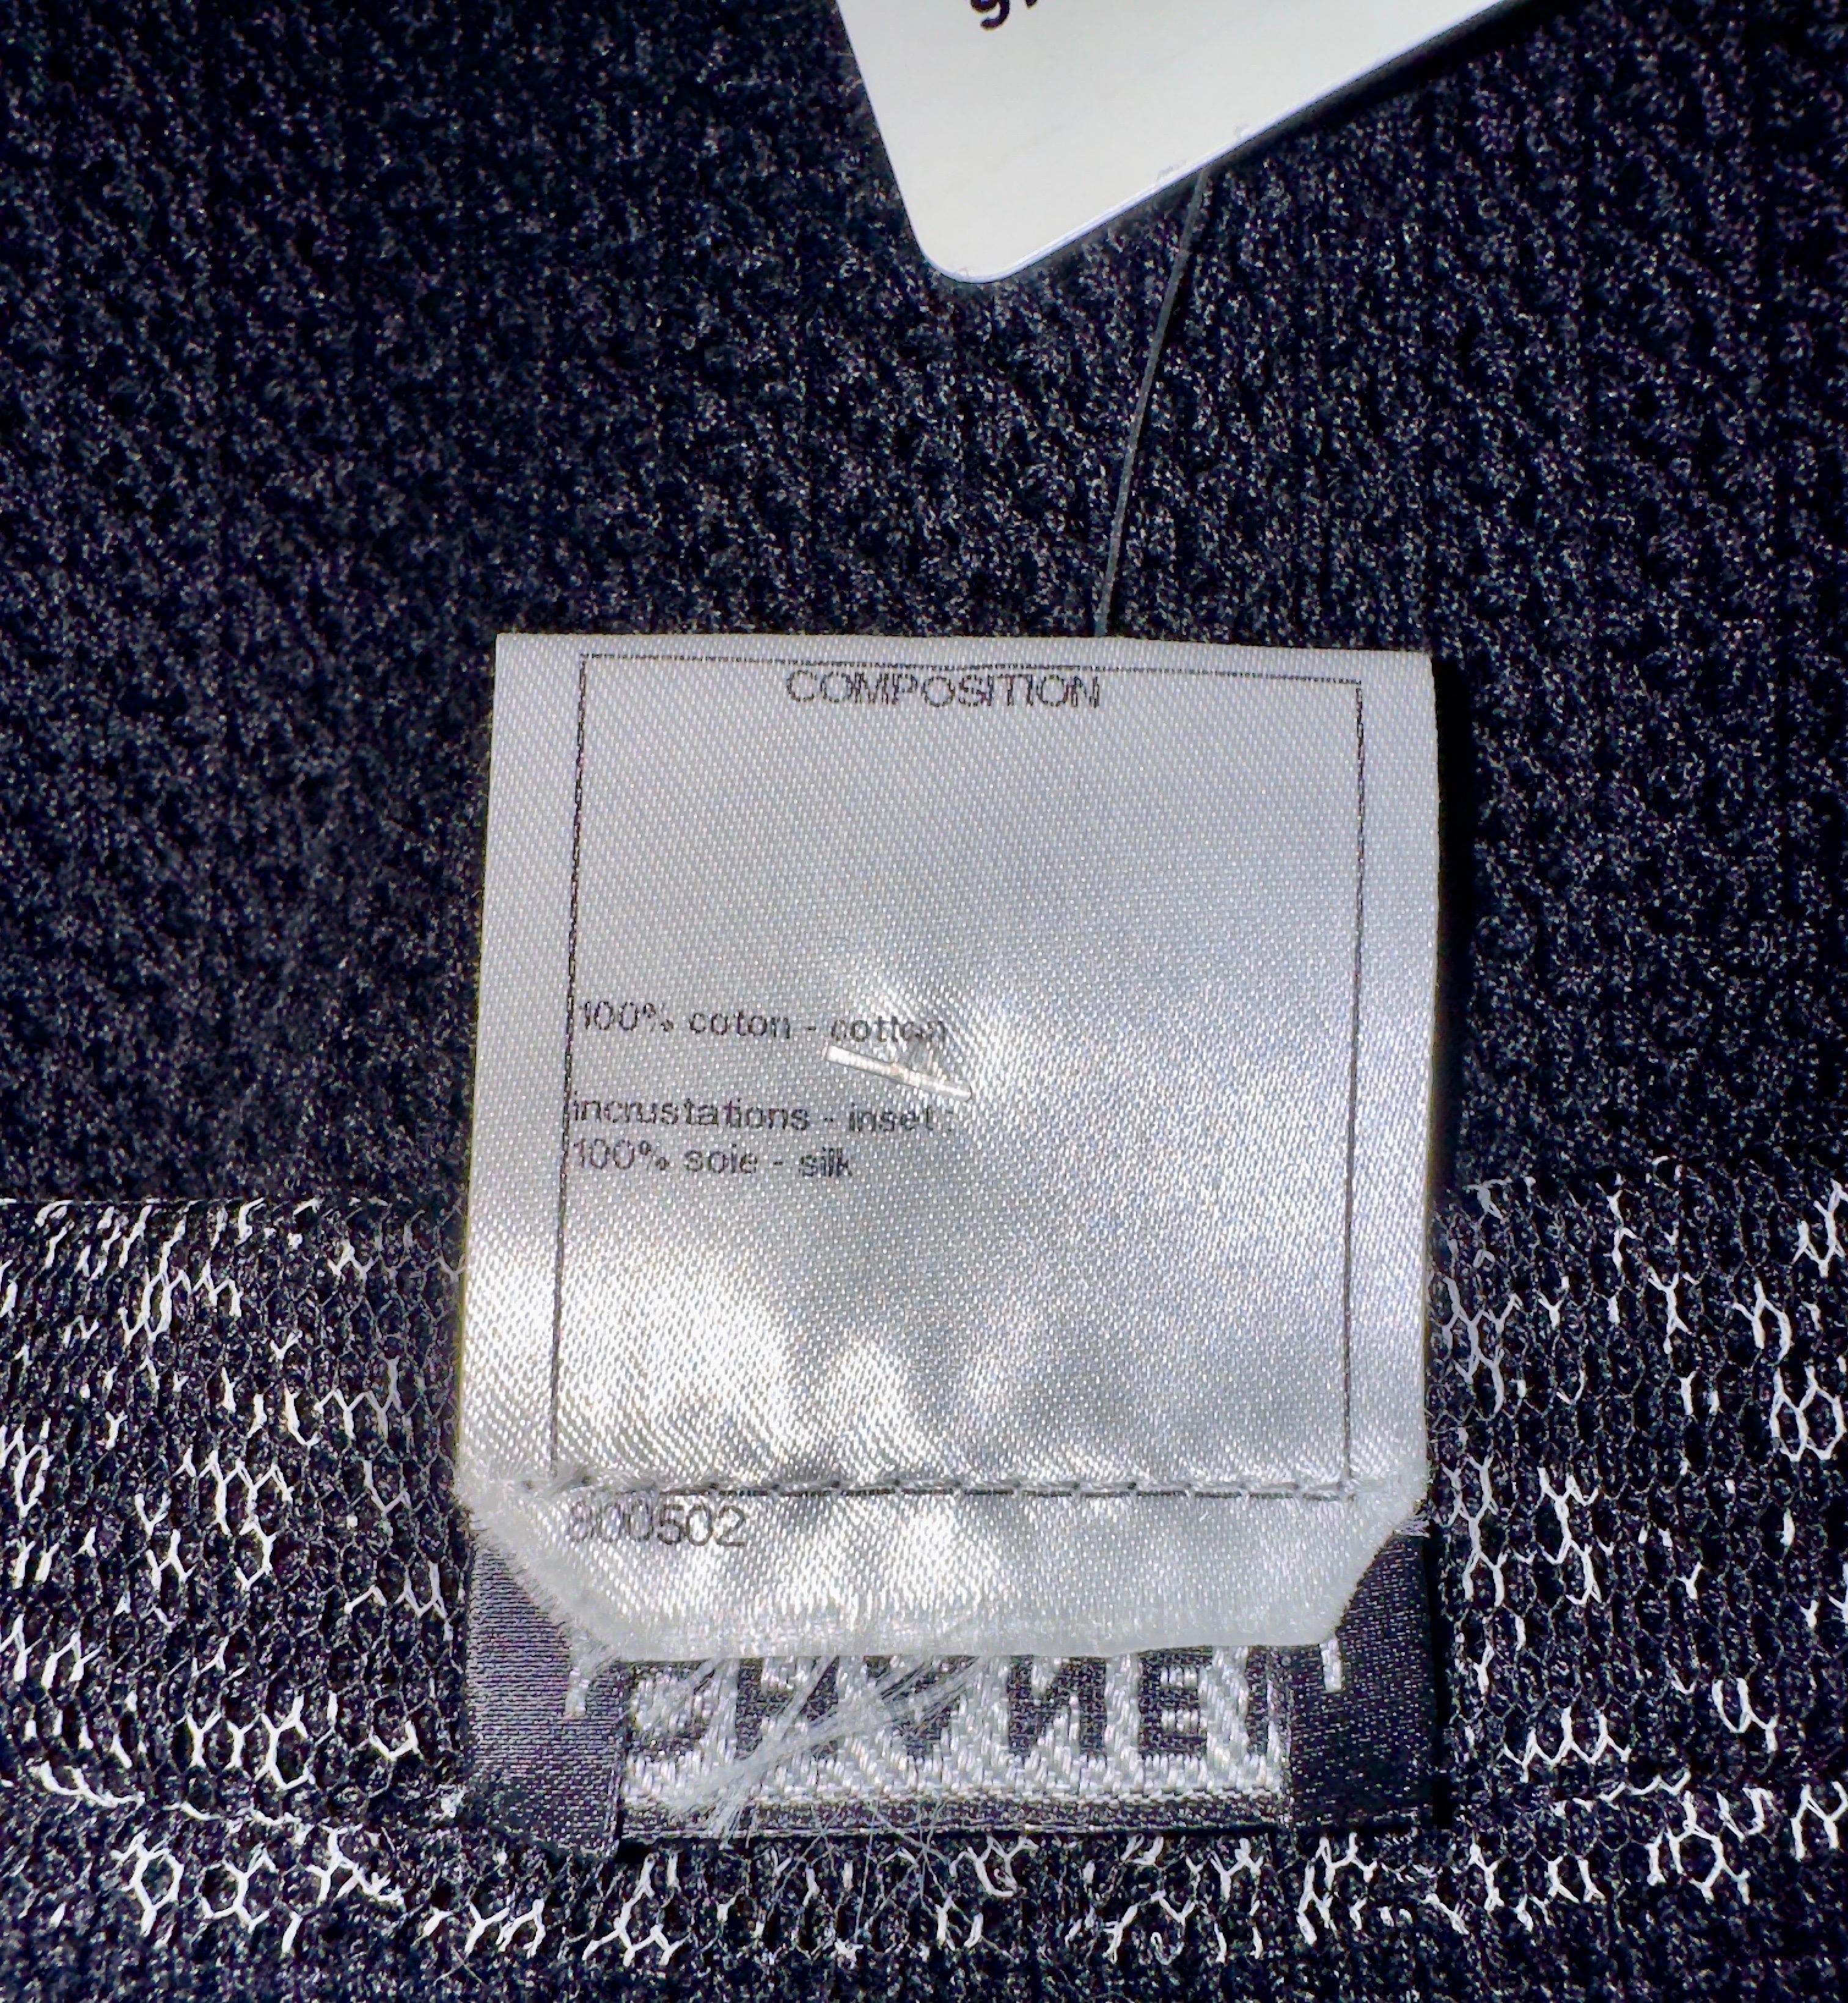 COMPOSITION
100% coton - cotton
incrustations - inset :
100% soie - silk
800502